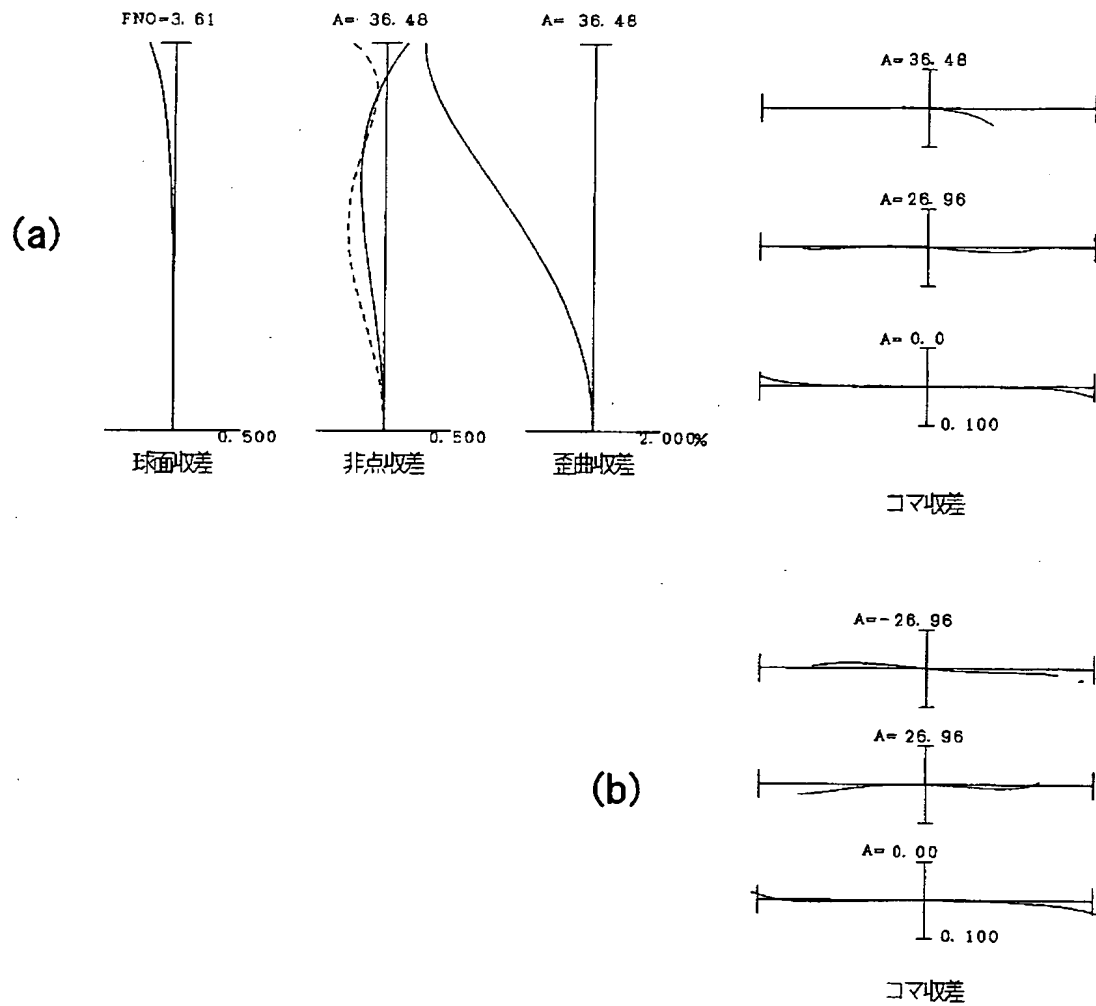 FNO=3. 61
A= 36. 48
A= 36. 48
A=36. 48
(a)
A=26. 96
A= 0. 0
0. 100
0. 500
0. 500
2. 000%
球面収差
非点収差
歪曲収差
コマ収差
A=-26. 96
A= 26. 96
(b)
A= 0. 00
0. 100
コマ収差